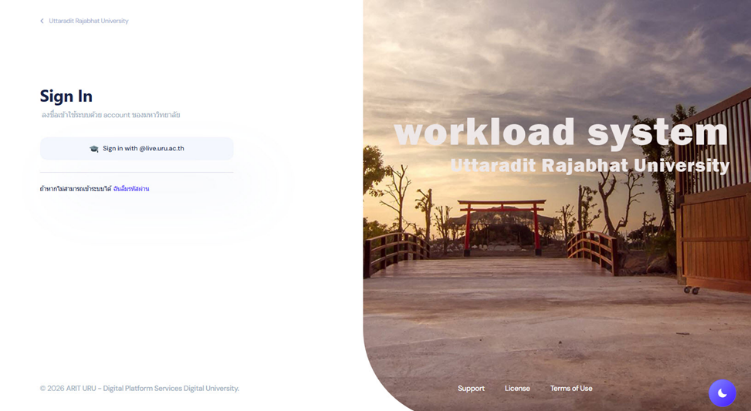 Uttaradit Rajabhat University
Sign In
ลงชื่อเข้าใช้ระบบด้วย account ของมหาวิทยาลัย
Sign in with @live.uru.ac.th
ถ้าหากไม่สามารถเข้าระบบได้ ฉันลืมรหัสผ่าน
© 2026 ARIT URU - Digital Platform Services Digital University.
workload system
Uttaradit Rajabhat University
Support
License
Terms of Use